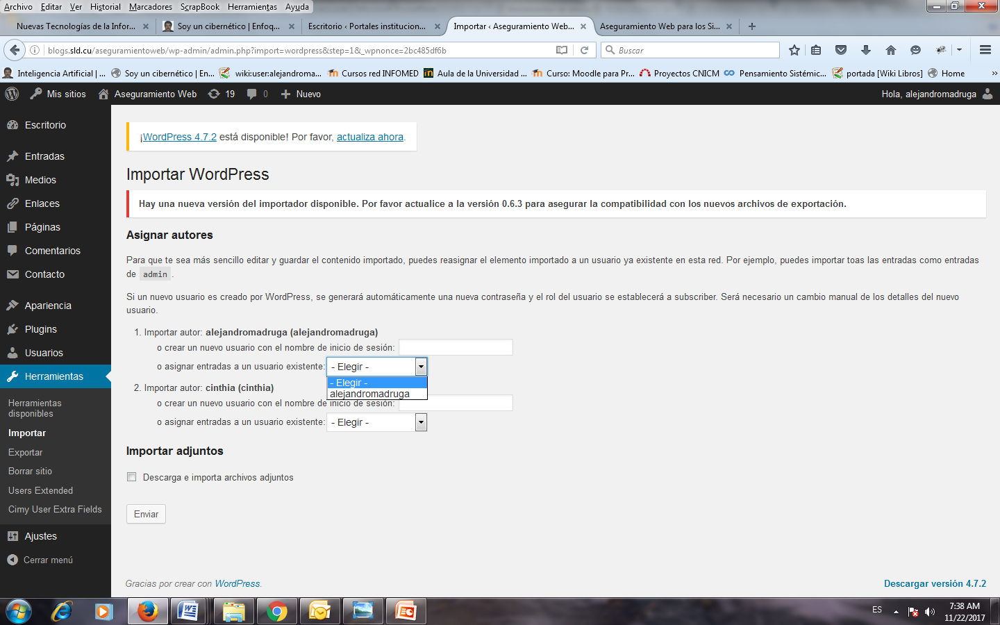 Archivo Editar Ver Historial Marcadores ScrapBook Herramientas Ayuda
Nuevas Tecnologías de la Infor... Soy un cibernético | Enfoq... Escritorio ‹ Portales institucion... Importar ‹ Aseguramiento Web... Aseguramiento Web para los Si...
blogs.sld.cu/aseguramientoweb/wp-admin/admin.php?import=wordpress&step=1&_wpnonce=2bc485df6b
Buscar
Inteligencia Artificial | ... Soy un cibernético | En... wiki:user:alejandroma... Cursos red INFOMED Aula de la Universidad ... Curso: Moodle para Pr... Proyectos CNICM Pensamiento Sistémic... portada [Wiki Libros] Home »
Mis sitios Aseguramiento Web 19 0 Nuevo Hola, alejandromadruga
Escritorio
Entradas
Medios
Enlaces
Páginas
Comentarios
Contacto
Apariencia
Plugins
Usuarios
Herramientas
Herramientas
disponibles
Importar
Exportar
Borrar sitio
Users Extended
Cimy User Extra Fields
Ajustes
Cerrar menú
¡WordPress 4.7.2 está disponible! Por favor, actualiza ahora.
Importar WordPress
Hay una nueva versión del importador disponible. Por favor actualice a la versión 0.6.3 para asegurar la compatibilidad con los nuevos archivos de exportación.
Asignar autores
Para que te sea más sencillo editar y guardar el contenido importado, puedes reasignar el elemento importado a un usuario ya existente en esta red. Por ejemplo, puedes importar toas las entradas como entradas
de admin .
Si un nuevo usuario es creado por WordPress, se generará automáticamente una nueva contraseña y el rol del usuario se establecerá a subscriber. Será necesario un cambio manual de los detalles del nuevo
usuario.
1. Importar autor: alejandromadruga (alejandromadruga)
o crear un nuevo usuario con el nombre de inicio de sesión:
o asignar entradas a un usuario existente: - Elegir -
- Elegir -
alejandromadruga
2. Importar autor: cinthia (cinthia)
o crear un nuevo usuario con el nombre de inicio de sesión:
o asignar entradas a un usuario existente: - Elegir -
Importar adjuntos
Descarga e importa archivos adjuntos
Enviar
Gracias por crear con WordPress.
Descargar versión 4.7.2
ES
7:38 AM
11/22/2017